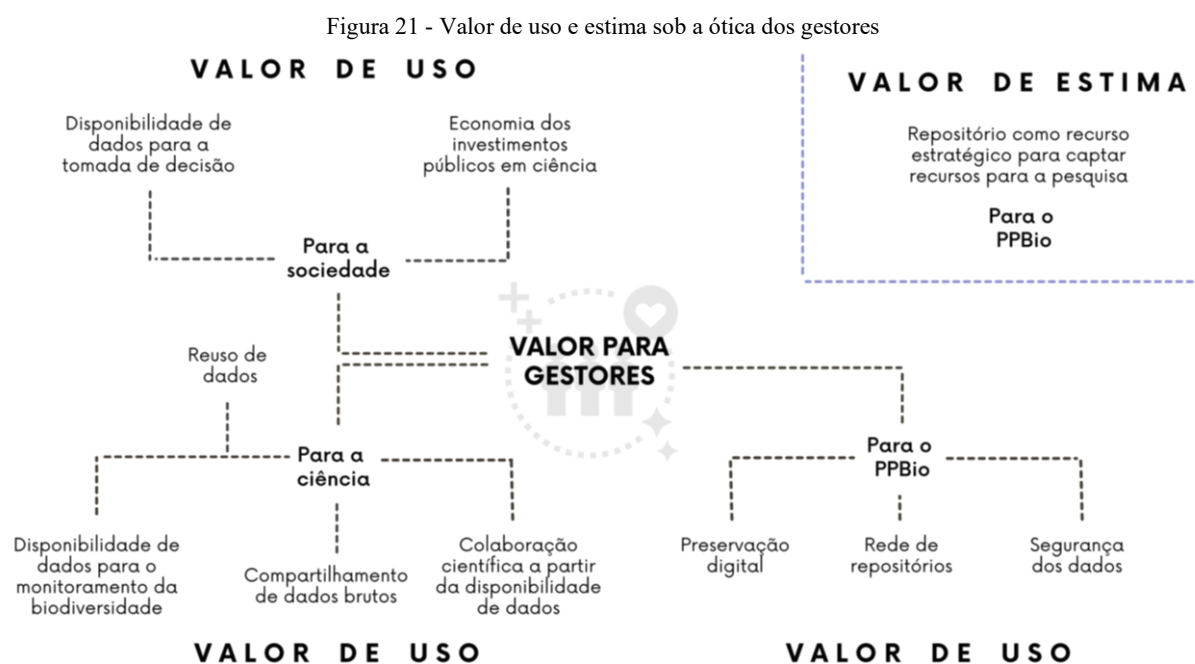 Figura 21 - Valor de uso e estima sob a ótica dos gestores
VALOR DE USO
Disponibilidade de
dados para a
tomada de decisão
Economia dos
investimentos
públicos em ciência
Para a
sociedade
VALOR DE ESTIMA
Repositório como recurso
estratégico para captar
recursos para a pesquisa
Para o
PPBio
VALOR PARA
GESTORES
Reuso de
dados
Para a
ciência
Disponibilidade de
dados para o
monitoramento da
biodiversidade
Compartilhamento
de dados brutos
Colaboração
científica a partir
da disponibilidade
de dados
VALOR DE USO
Para o
PPBio
Preservação
digital
Rede de
repositórios
Segurança
dos dados
VALOR DE USO